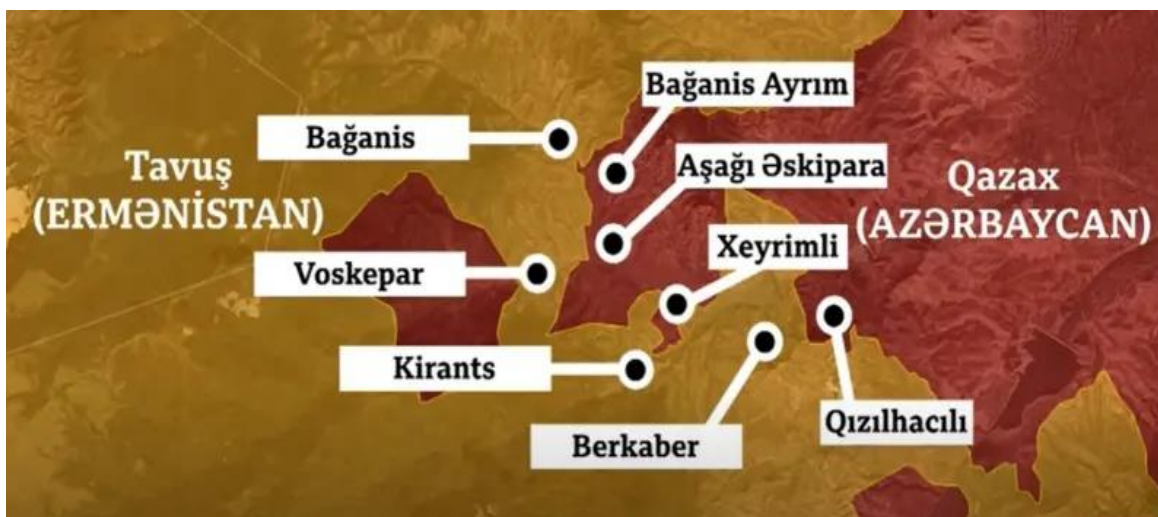 Bağanis Ayrım
Bağanis
Tavuş
(ERMƏNİSTAN)
Aşağı Əskipara
Qazax
(AZƏRBAYCAN)
Voskepar
Xeyrimli
Kirants
Berkaber
Qızılhacılı